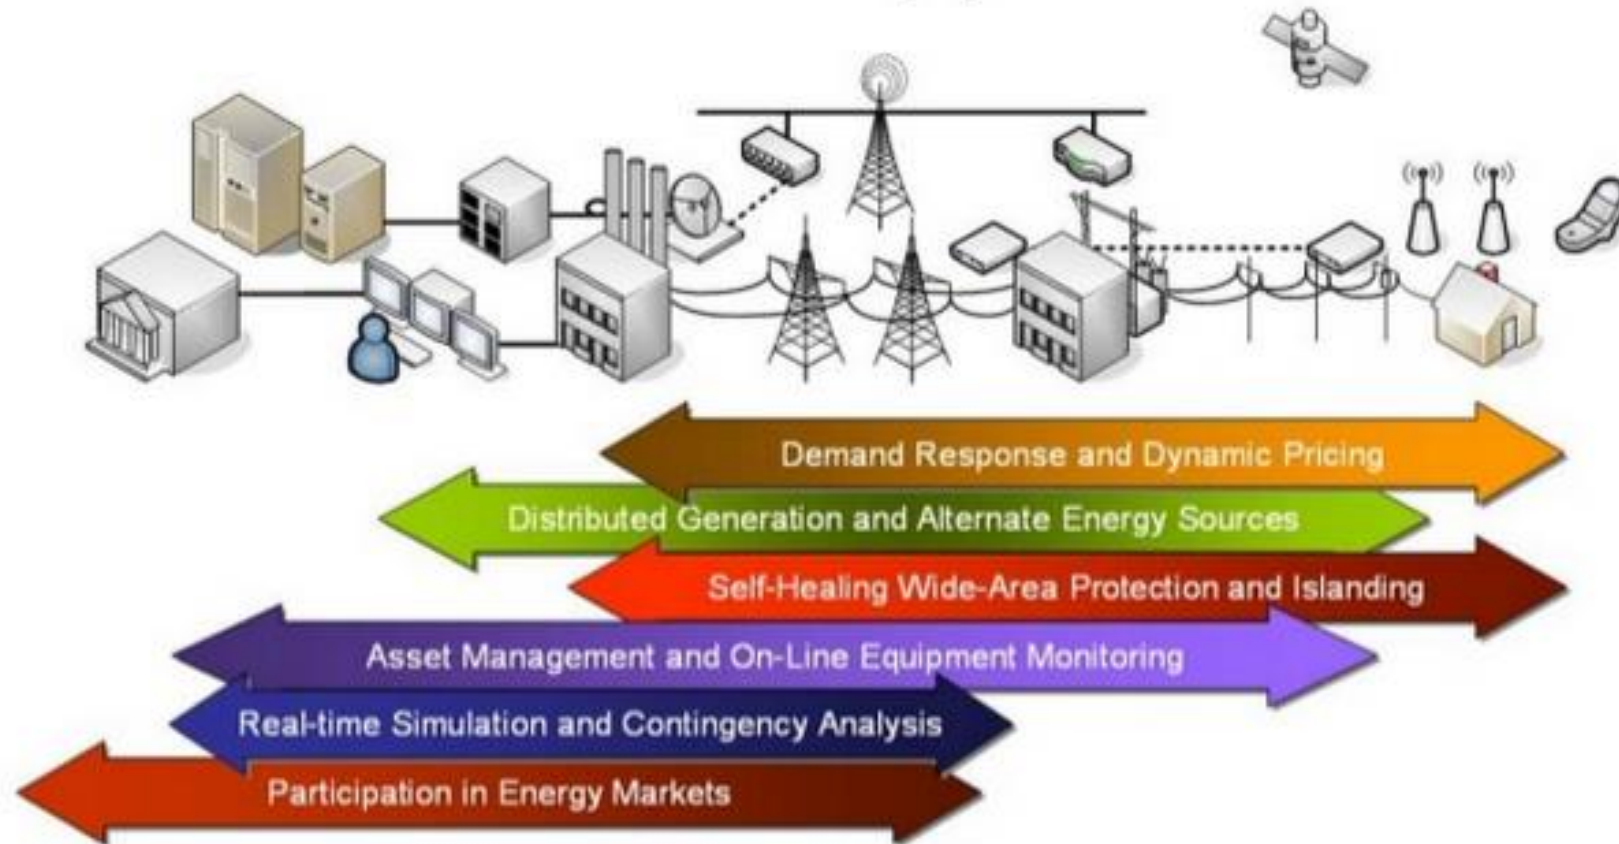 Demand Response and Dynamic Pricing
Distributed Generation and Alternate Energy Sources
Self-Healing Wide-Area Protection and Islanding
Asset Management and On-Line Equipment Monitoring
Real-time Simulation and Contingency Analysis
Participation in Energy Markets